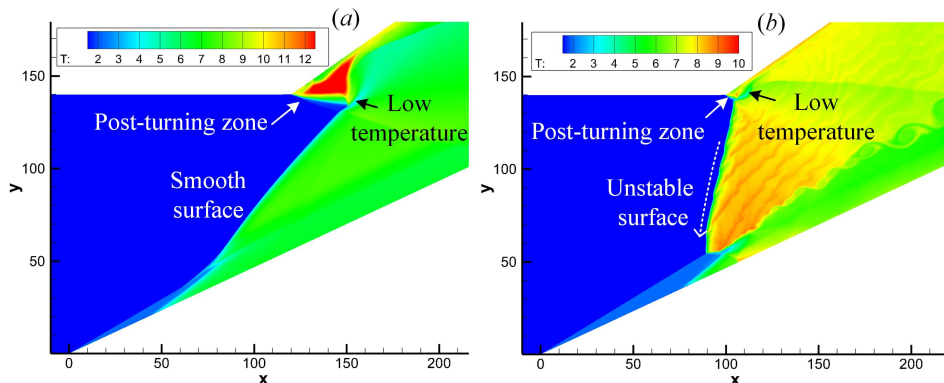 (a)
T: 2 3 4 5 6 7 8 9 10 11 12
150
Post-turning zone
Low
temperature
100
y
Smooth
surface
50
0
0 50 100 150 200
x
(b)
T: 2 3 4 5 6 7 8 9 10
150
Post-turning zone
Low
temperature
100
y
Unstable
surface
50
0
0 50 100 150 200
x